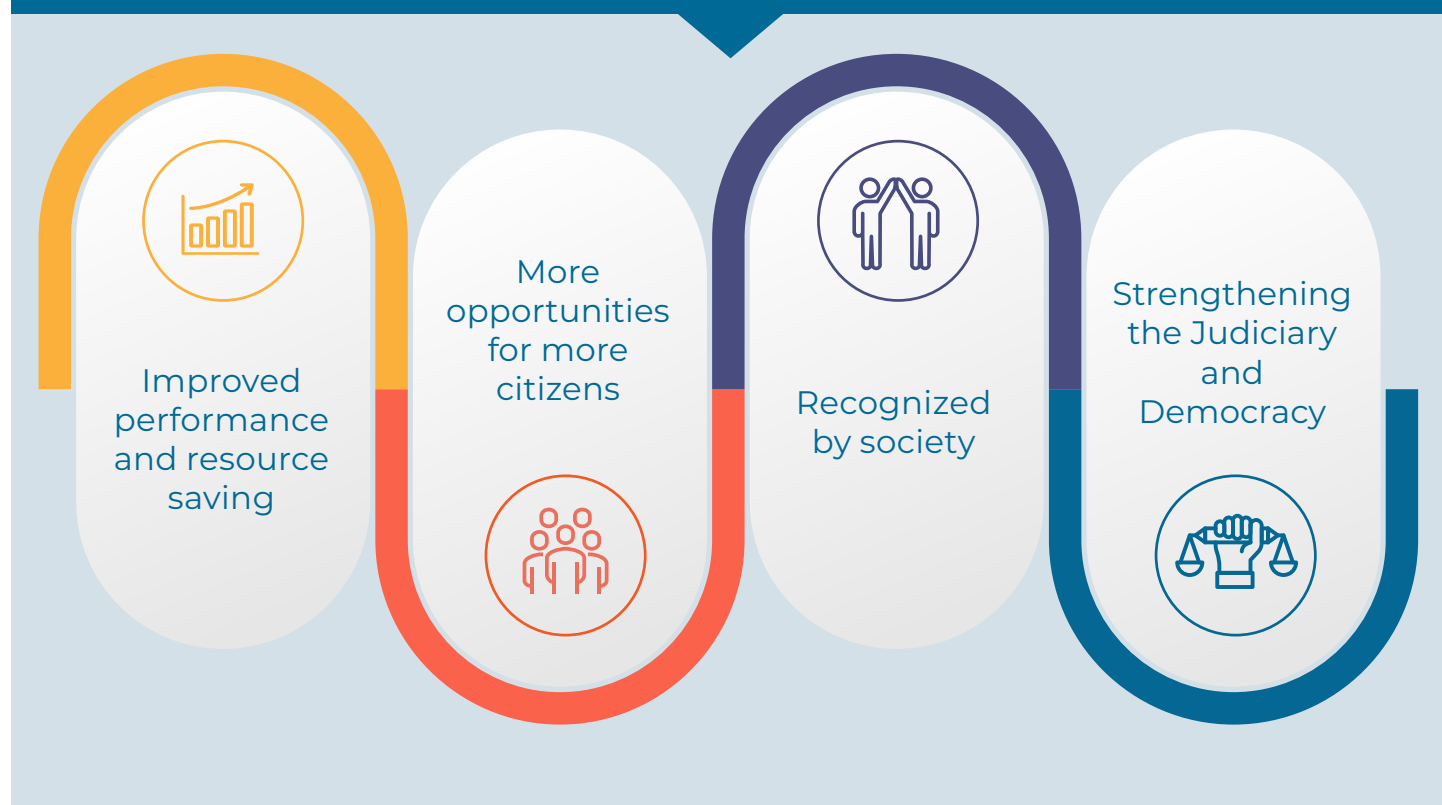 Improved
performance
and resource
saving
More
opportunities
for more
citizens
Recognized
by society
Strengthening
the Judiciary
and
Democracy